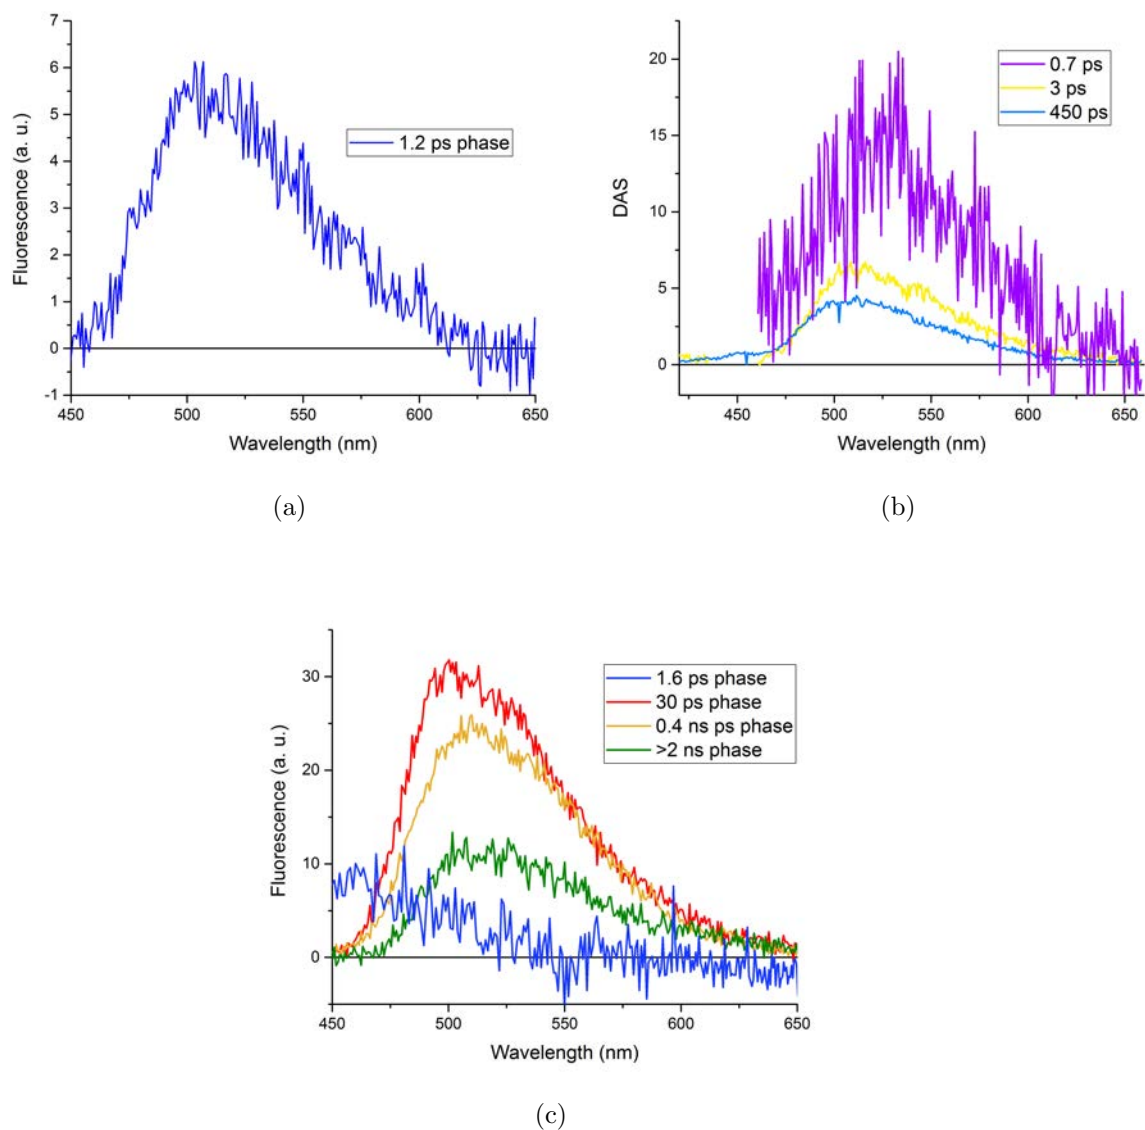 7
6
5
4
3
2
1
0
-1
Fluorescence (a. u.)
1.2 ps phase
450
500
550
600
650
Wavelength (nm)
(a)
20
15
10
5
0
DAS
0.7 ps
3 ps
450 ps
450
500
550
600
650
Wavelength (nm)
(b)
30
20
10
0
Fluorescence (a. u.)
1.6 ps phase
30 ps phase
0.4 ns ps phase
>2 ns phase
450
500
550
600
650
Wavelength (nm)
(c)